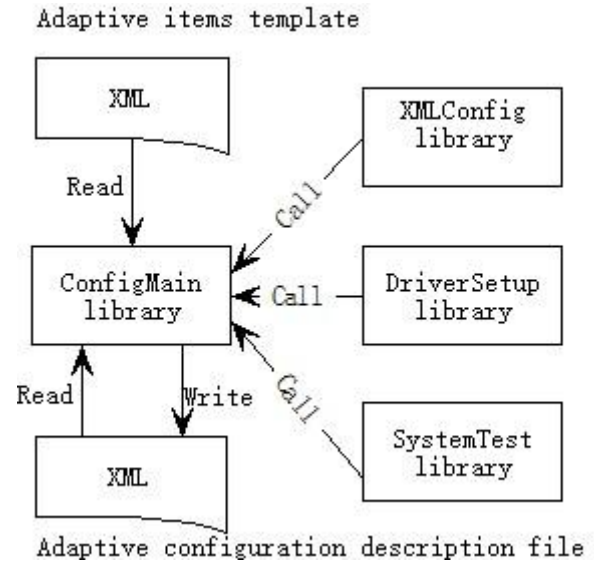 Adaptive items template
XML
XMLConfig
library
Read
Call
ConfigMain
library
Call
DriverSetup
library
Read
Write
Call
SystemTest
library
XML
Adaptive configuration description file